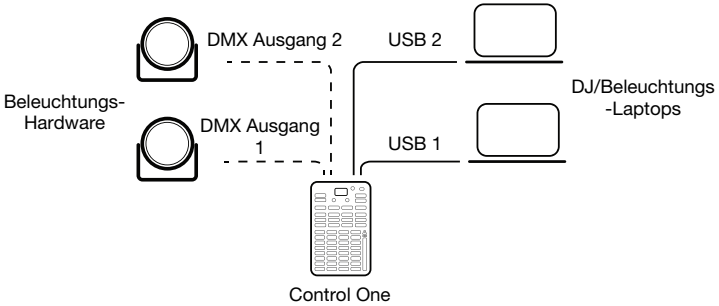 DMX Ausgang 2
USB 2
Beleuchtungs-
Hardware
DJ/Beleuchtungs
-Laptops
DMX Ausgang
1
USB 1
Control One